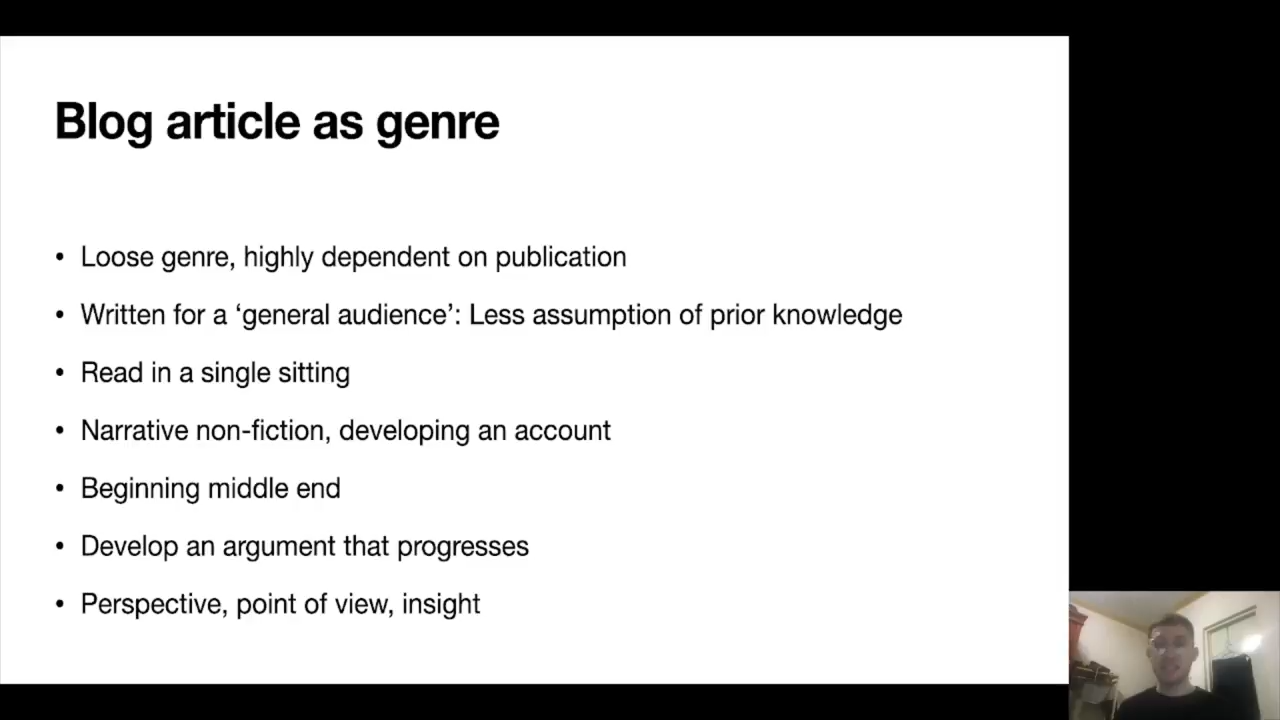 Blog article as genre
• Loose genre, highly dependent on publication
• Written for a ‘general audience’: Less assumption of prior knowledge
• Read in a single sitting
• Narrative non-fiction, developing an account
• Beginning middle end
• Develop an argument that progresses
• Perspective, point of view, insight